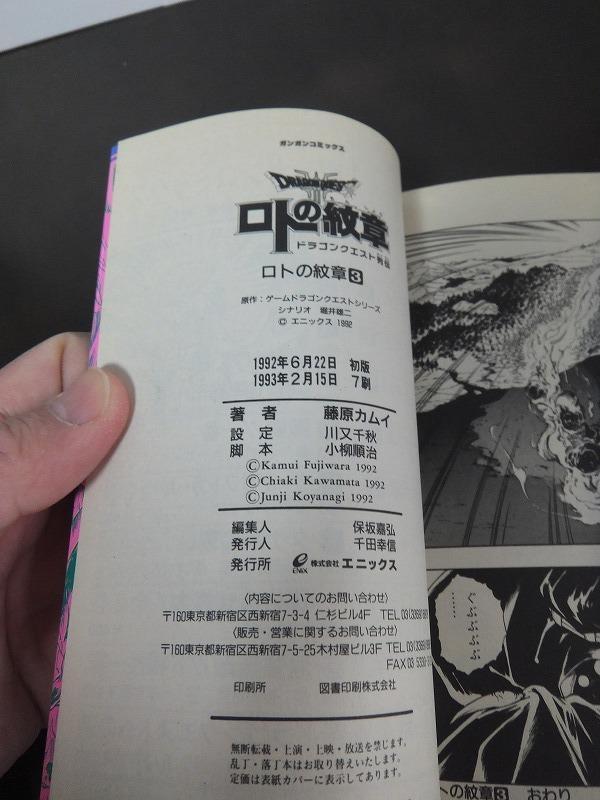 ガンガンコミックス
DRAGON QUEST
ロトの紋章
ドラゴンクエスト列伝
ロトの紋章3
原作:ゲームドラゴンクエストシリーズ
シナリオ 堀井雄二
© エニックス 1992
1992年6月22日 初版
1993年2月15日 7刷
著者 藤原カムイ
設定 川又千秋
脚本 小柳順治
©Kamui Fujiwara 1992
©Chiaki Kawamata 1992
©Junji Koyanagi 1992
編集人 保坂嘉弘
発行人 千田幸信
発行所 ENIX 株式会社 エニックス
〈内容についてのお問い合わせ〉
〒160東京都新宿区西新宿7-3-4 仁杉ビル4F TEL
〈販売・営業に関するお問い合わせ〉
〒160東京都新宿区西新宿7-5-25木村屋ビル3F TEL
FAX03
印刷所 図書印刷株式会社
無断転載・上演・上映・放送を禁じます。
乱丁・落丁本はお取り替えいたします。
定価は表紙カバーに表示してあります。
ぐぶぶぶぶ
……
トの紋章3 おわり